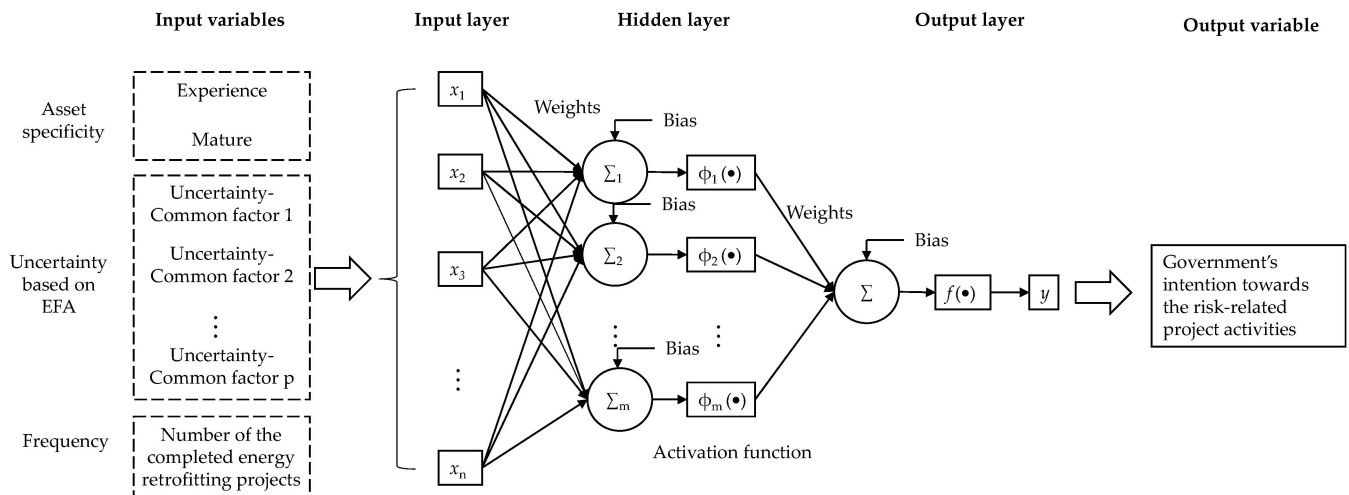 Input variables
Input layer
Hidden layer
Output layer
Output variable
Asset
specificity
Experience
Mature
Uncertainty
based on
EFA
Uncertainty-
Common factor 1
Uncertainty-
Common factor 2
⋮
Uncertainty-
Common factor p
Frequency
Number of the
completed energy
retrofitting projects
x1
x2
x3
⋮
xn
Weights
Bias
∑1
ϕ1(•)
Bias
∑2
ϕ2(•)
⋮
⋮
Bias
∑m
ϕm(•)
Activation function
Weights
Bias
∑
f(•)
y
Government's
intention towards
the risk-related
project activities